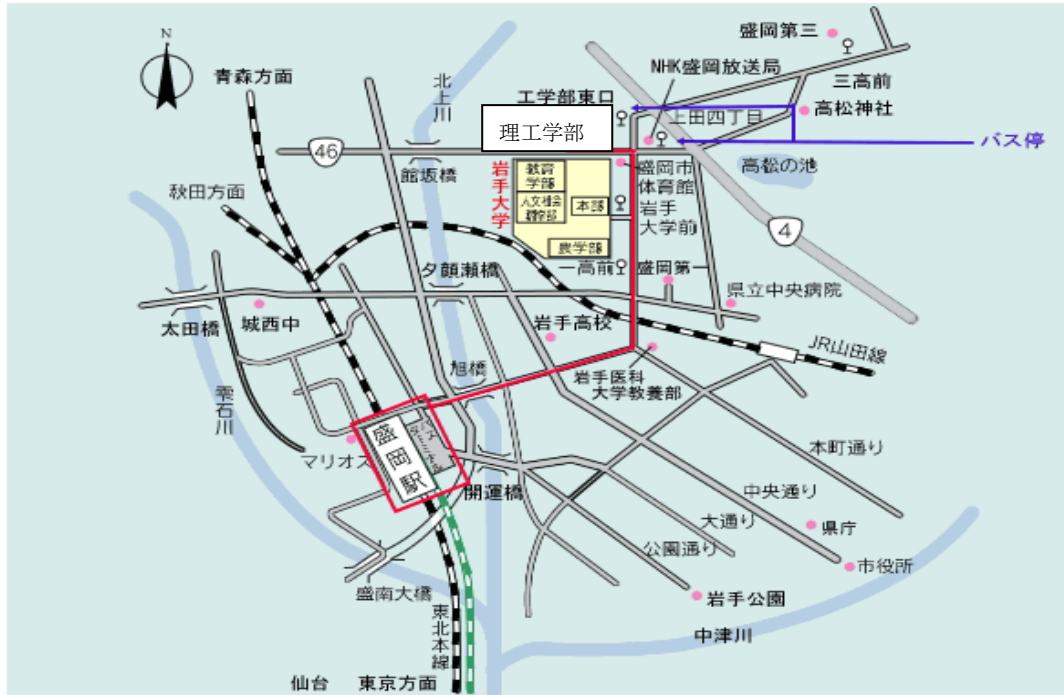 N
青森方面
北上川
盛岡第三
NHK盛岡放送局
三高前
工学部東口
上田四丁目
高松神社
理工学部
バス停
46
館坂橋
岩手大学
教育
学部
人文社会
本部
農学部
盛岡市
体育館
岩手
大学前
高松の池
4
秋田方面
夕顔瀬橋
一高前
盛岡第一
県立中央病院
太田橋
城西中
岩手高校
JR山田線
旭橋
岩手医科
大学教養部
雫石川
マリオス
盛岡駅
開運橋
本町通り
中央通り
大通り
県庁
公園通り
市役所
盛南大橋
岩手公園
東北本線
中津川
仙台 東京方面